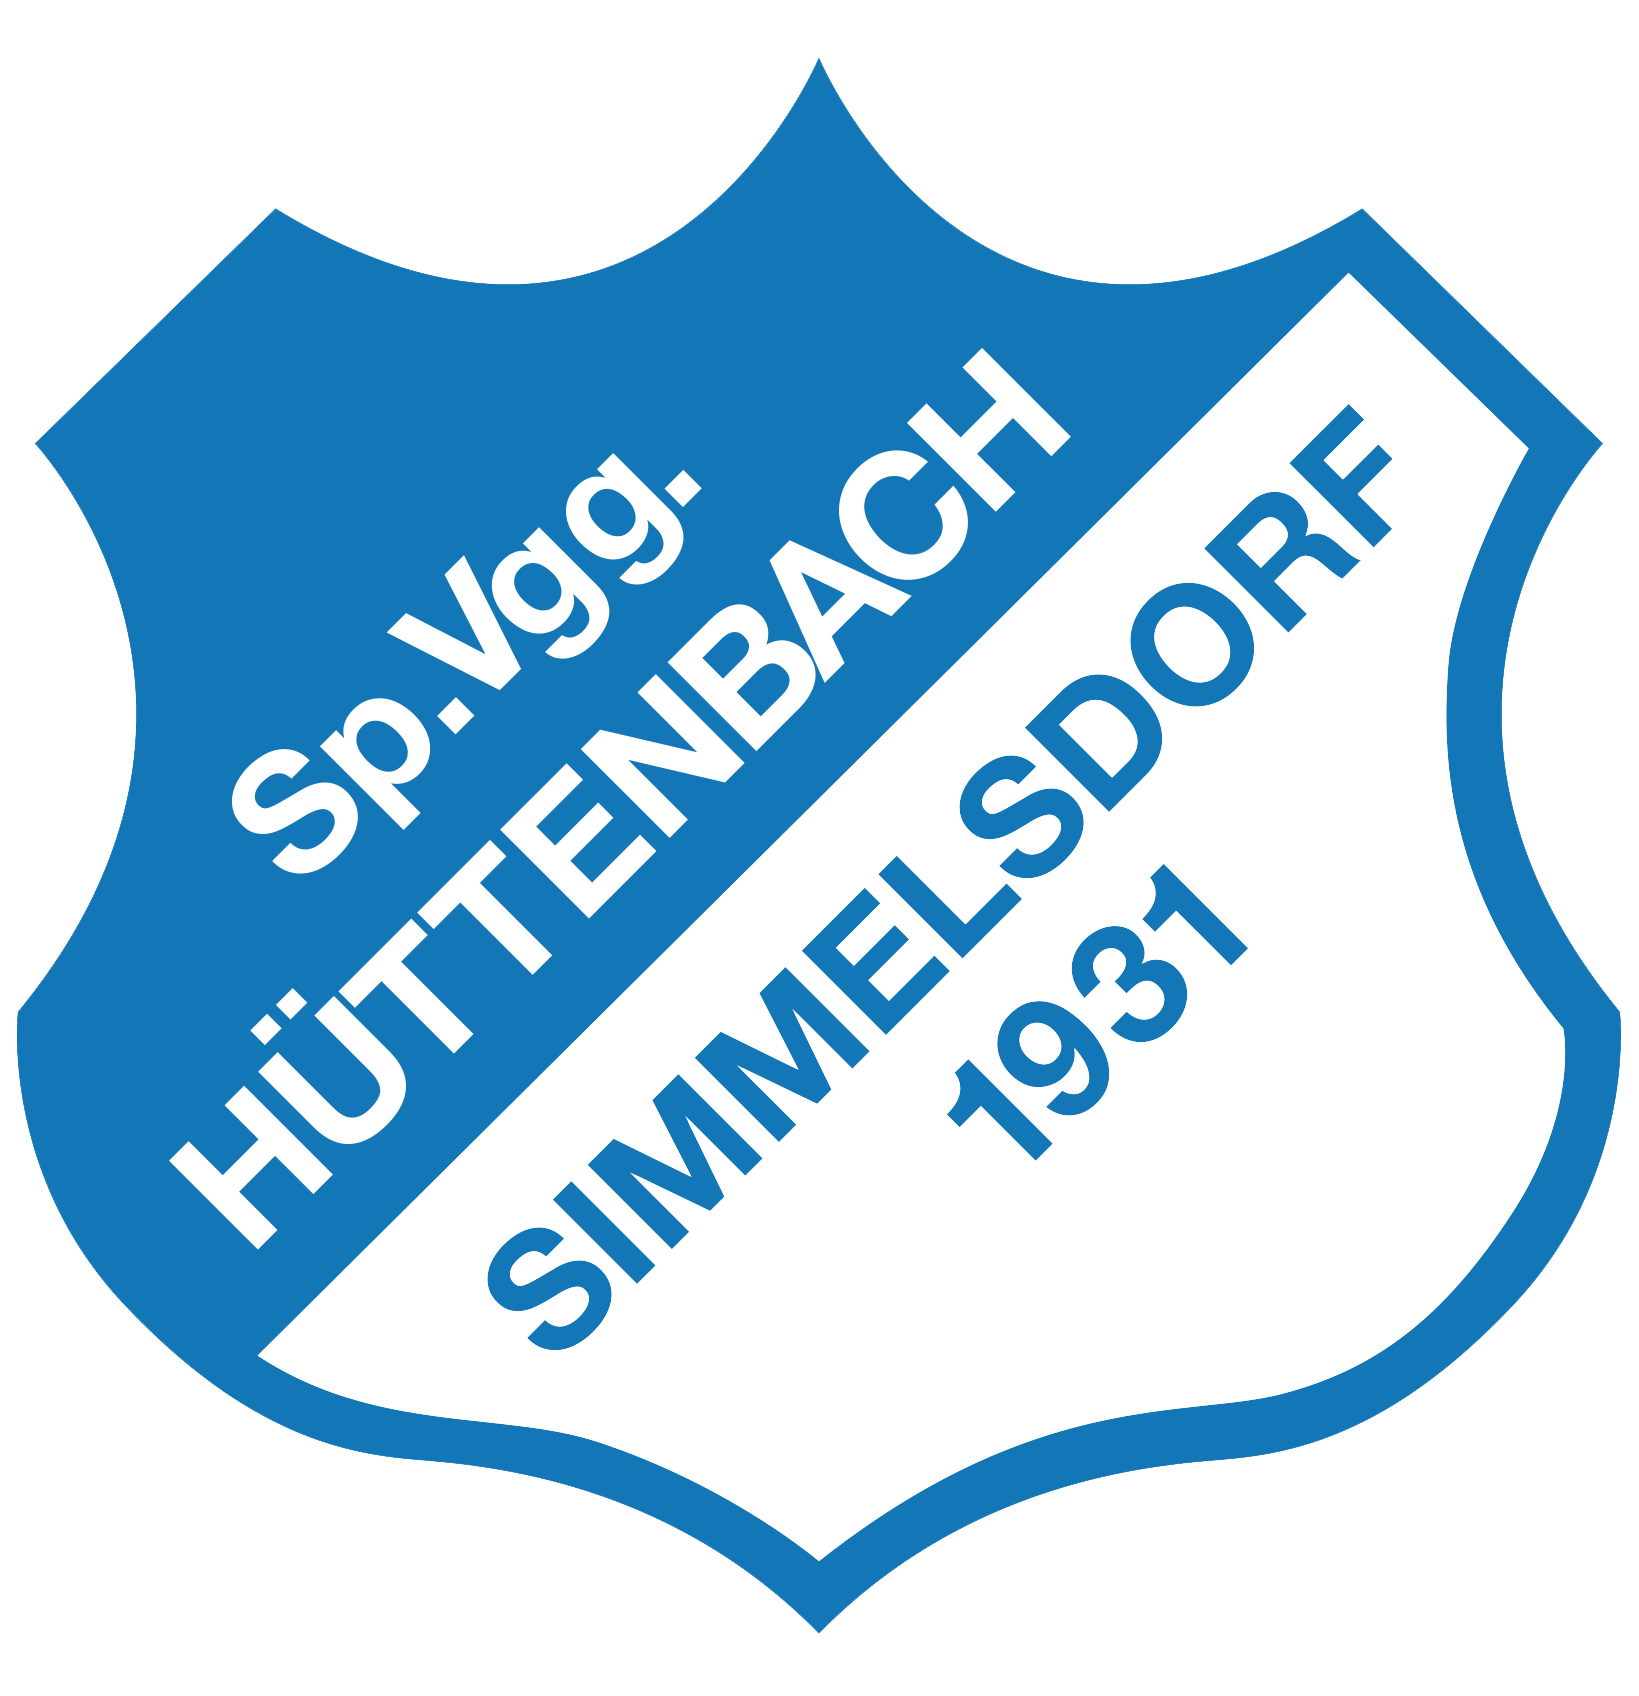 Sp.Vgg.
HÜTTENBACH
SIMMELSDORF
1931